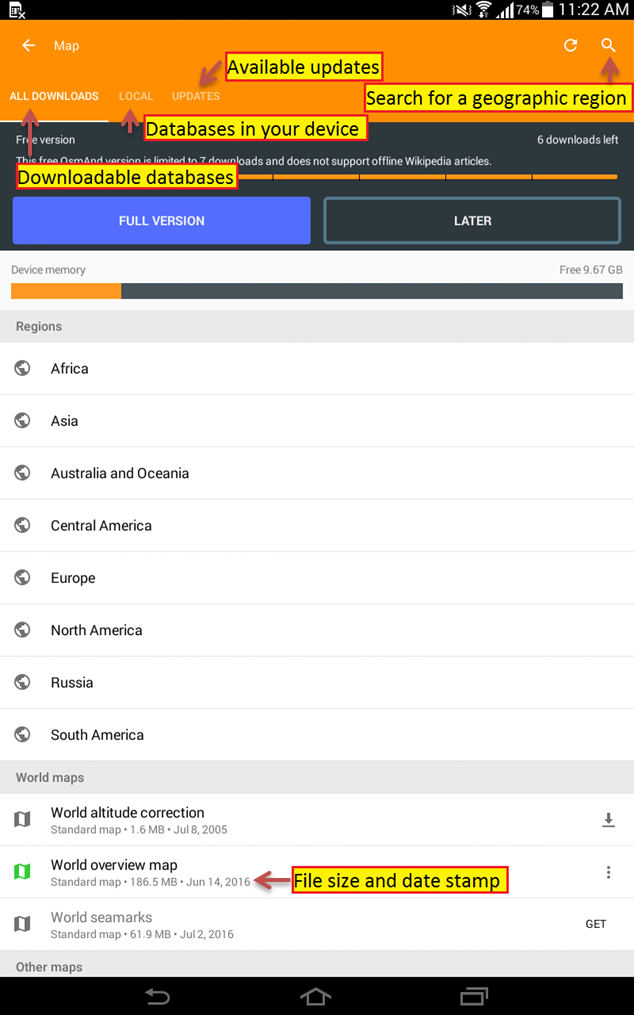 74% 11:22 AM
Map
Available updates
ALL DOWNLOADS LOCAL UPDATES
Search for a geographic region
Databases in your device
Free version 6 downloads left
This free OsmAnd version is limited to 7 downloads and does not support offline Wikipedia articles.
Downloadable databases
FULL VERSION LATER
Device memory Free 9.67 GB
Regions
Africa
Asia
Australia and Oceania
Central America
Europe
North America
Russia
South America
World maps
World altitude correction
Standard map • 1.6 MB • Jul 8, 2005
World overview map
Standard map • 186.5 MB • Jun 14, 2016
File size and date stamp
World seamarks
Standard map • 61.9 MB • Jul 2, 2016
GET
Other maps